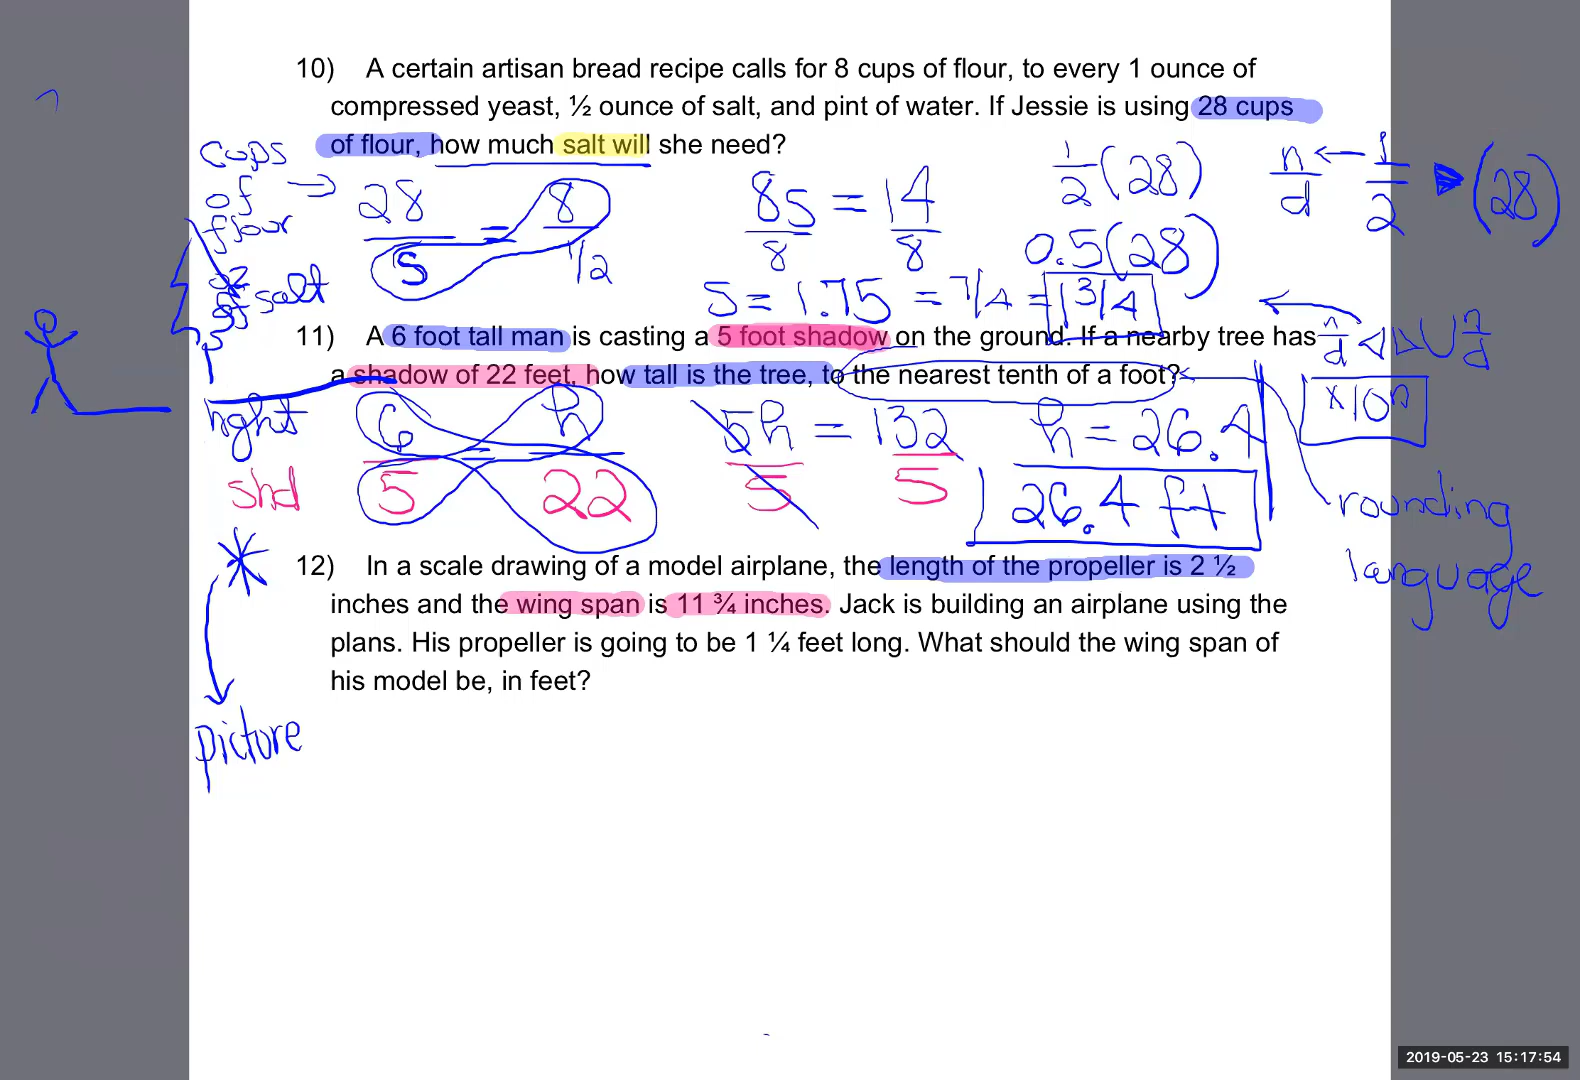 10) A certain artisan bread recipe calls for 8 cups of flour, to every 1 ounce of
compressed yeast, ½ ounce of salt, and pint of water. If Jessie is using 28 cups
of flour, how much salt will she need?
cups
of ⇒
flour
oz
of salt
28/s = 8/1/2
8s/8 = 14/8
s = 1.75 = 7/4 = 1 3/4
1/2 (28)
0.5(28)
n/d ← 1/2 ▶ (28)
11) A 6 foot tall man is casting a 5 foot shadow on the ground. If a nearby tree has
a shadow of 22 feet, how tall is the tree, to the nearest tenth of a foot?
n/d n/d
x10ⁿ
hght
shd
6/5 = h/22
5h/5 = 132/5
h = 26.4
26.4 ft
rounding
language
12) In a scale drawing of a model airplane, the length of the propeller is 2 ½
inches and the wing span is 11 ¾ inches. Jack is building an airplane using the
plans. His propeller is going to be 1 ¼ feet long. What should the wing span of
his model be, in feet?
picture
2019-05-23 15:17:54